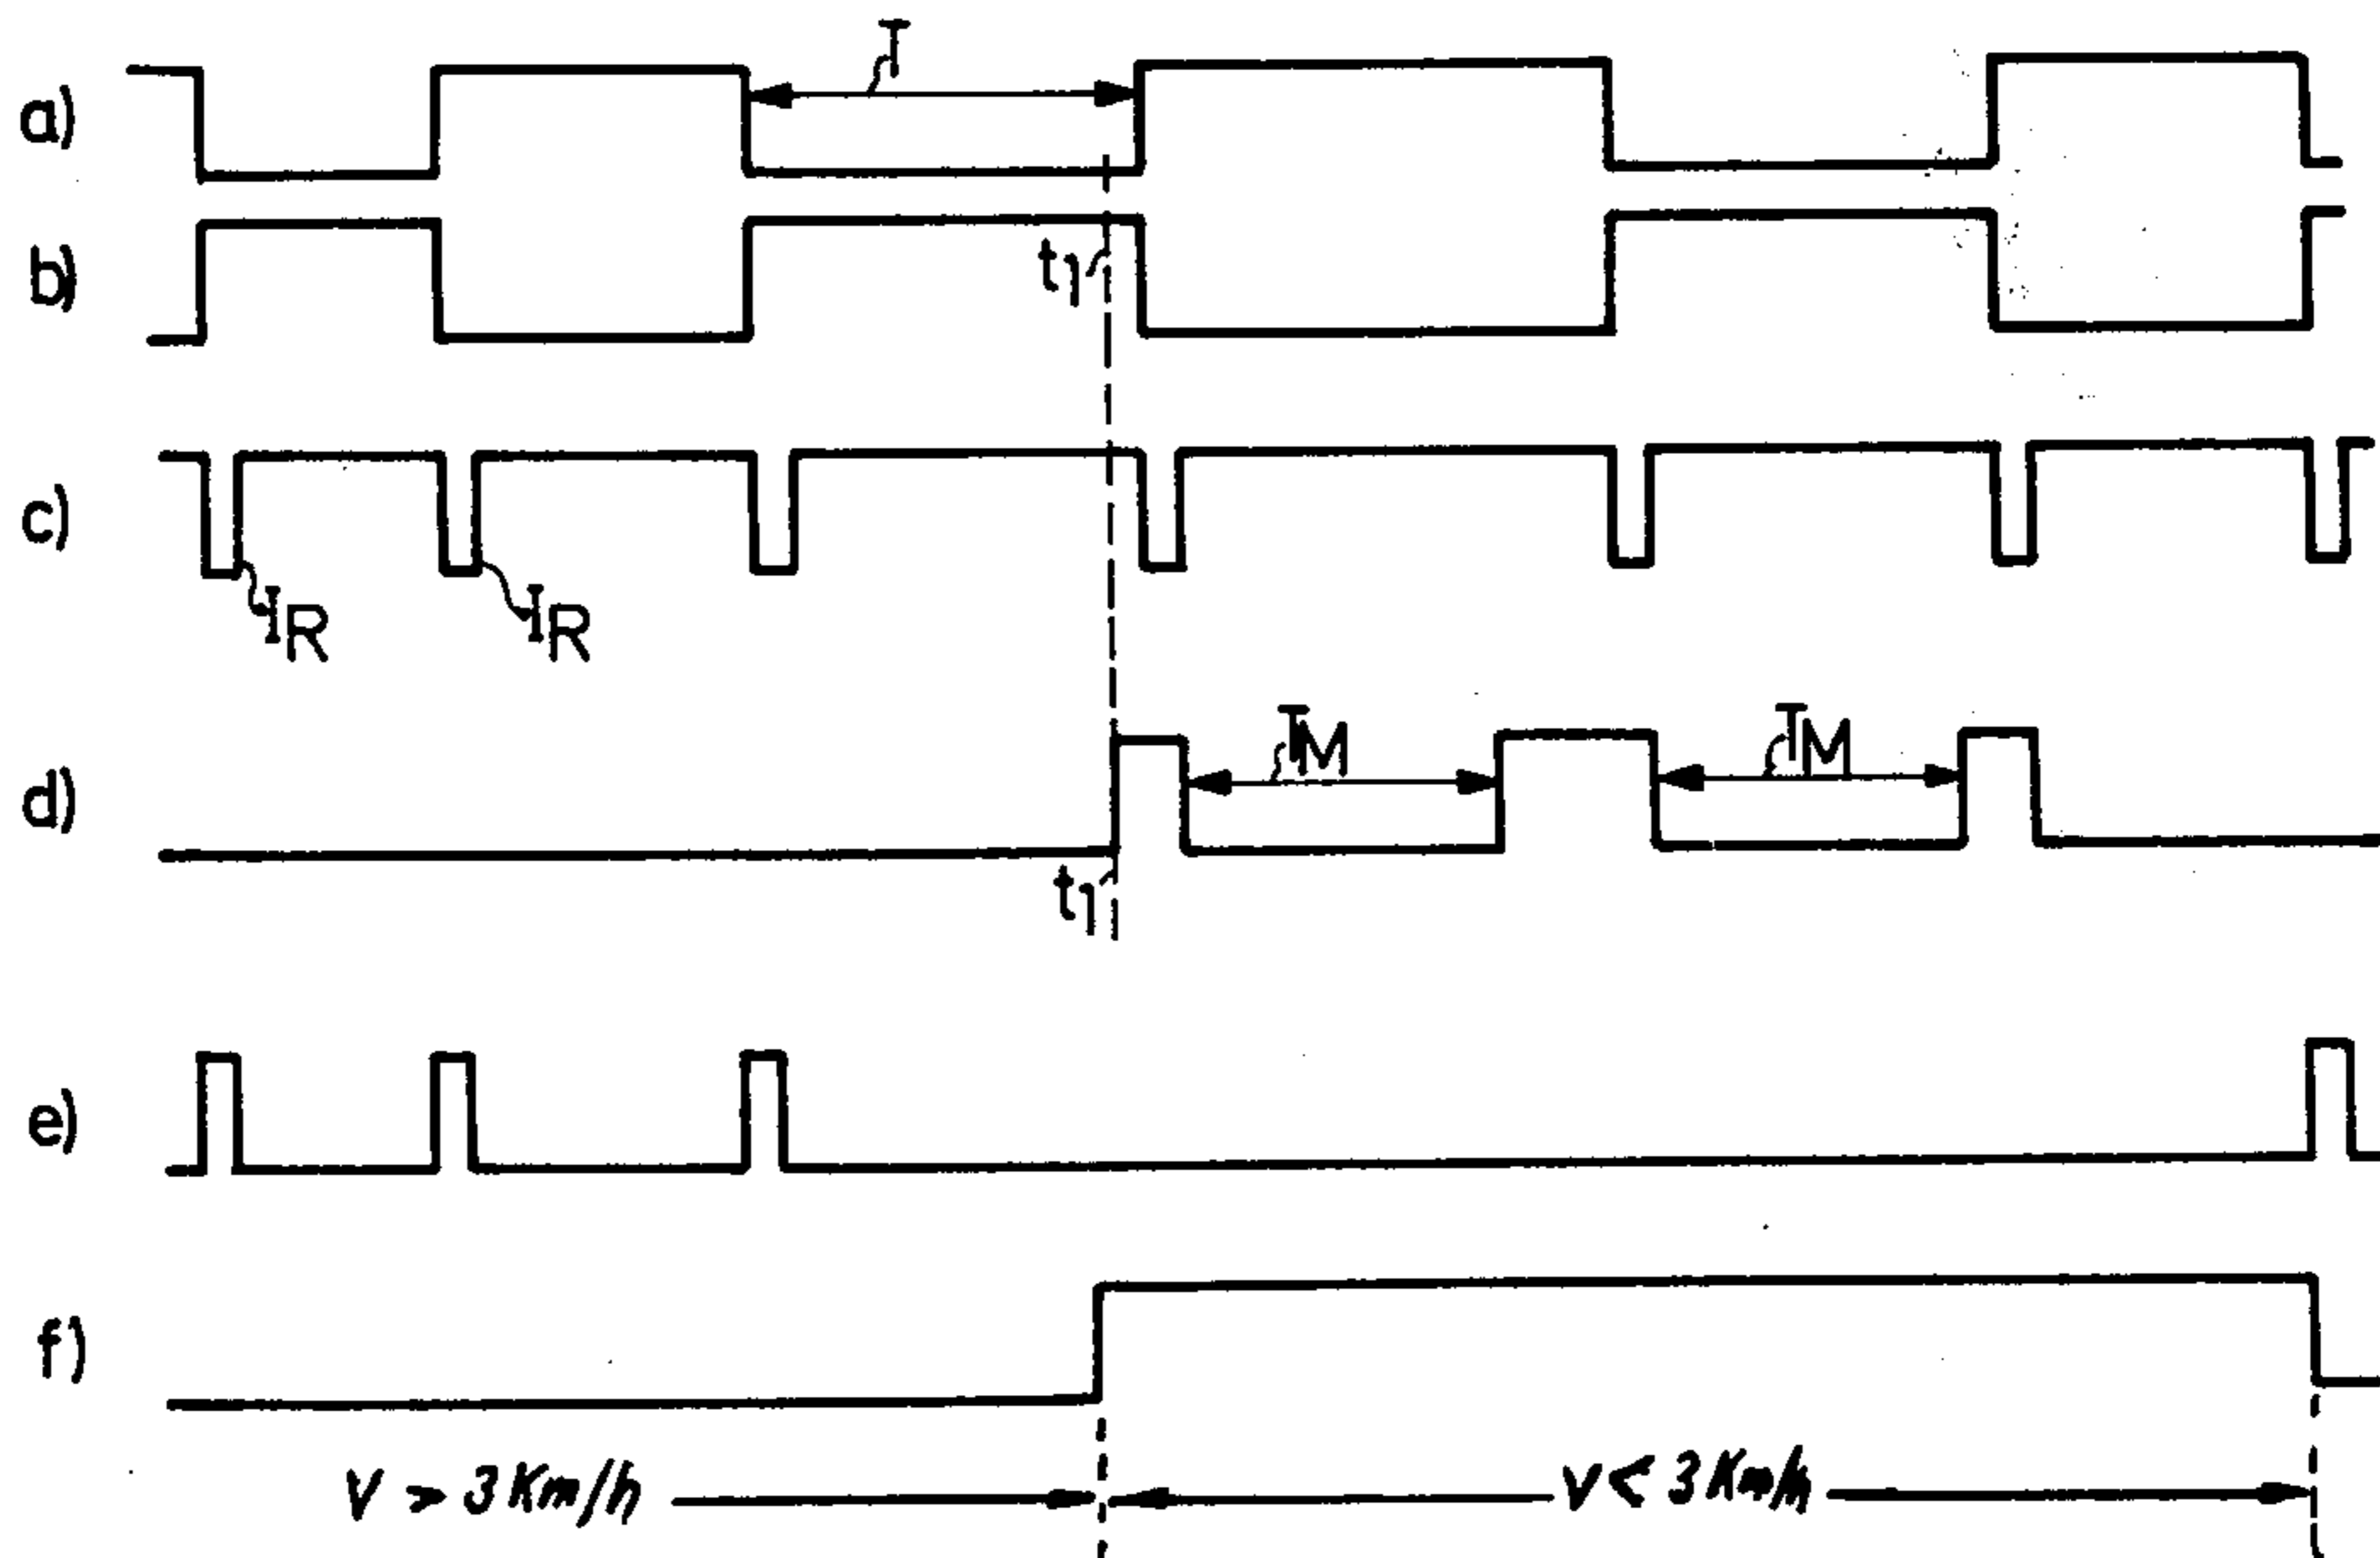 T
a)
b)
t1
c)
IR
IR
TM
TM
d)
t1
e)
f)
V > 3 Km/h
V < 3 Km/h